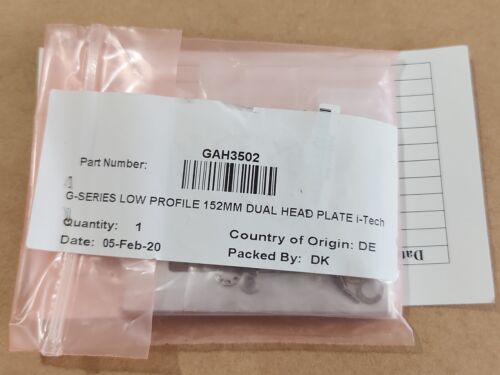 GAH3502
Part Number:
G-SERIES LOW PROFILE 152MM DUAL HEAD PLATE i-Tech
Quantity: 1
Country of Origin: DE
Date: 05-Feb-20
Packed By: DK
Dat